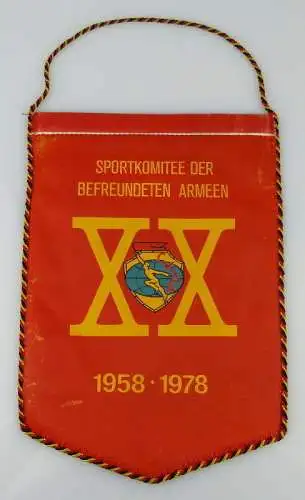 SPORTKOMITEE DER
BEFREUNDETEN ARMEEN
XX
1958 · 1978